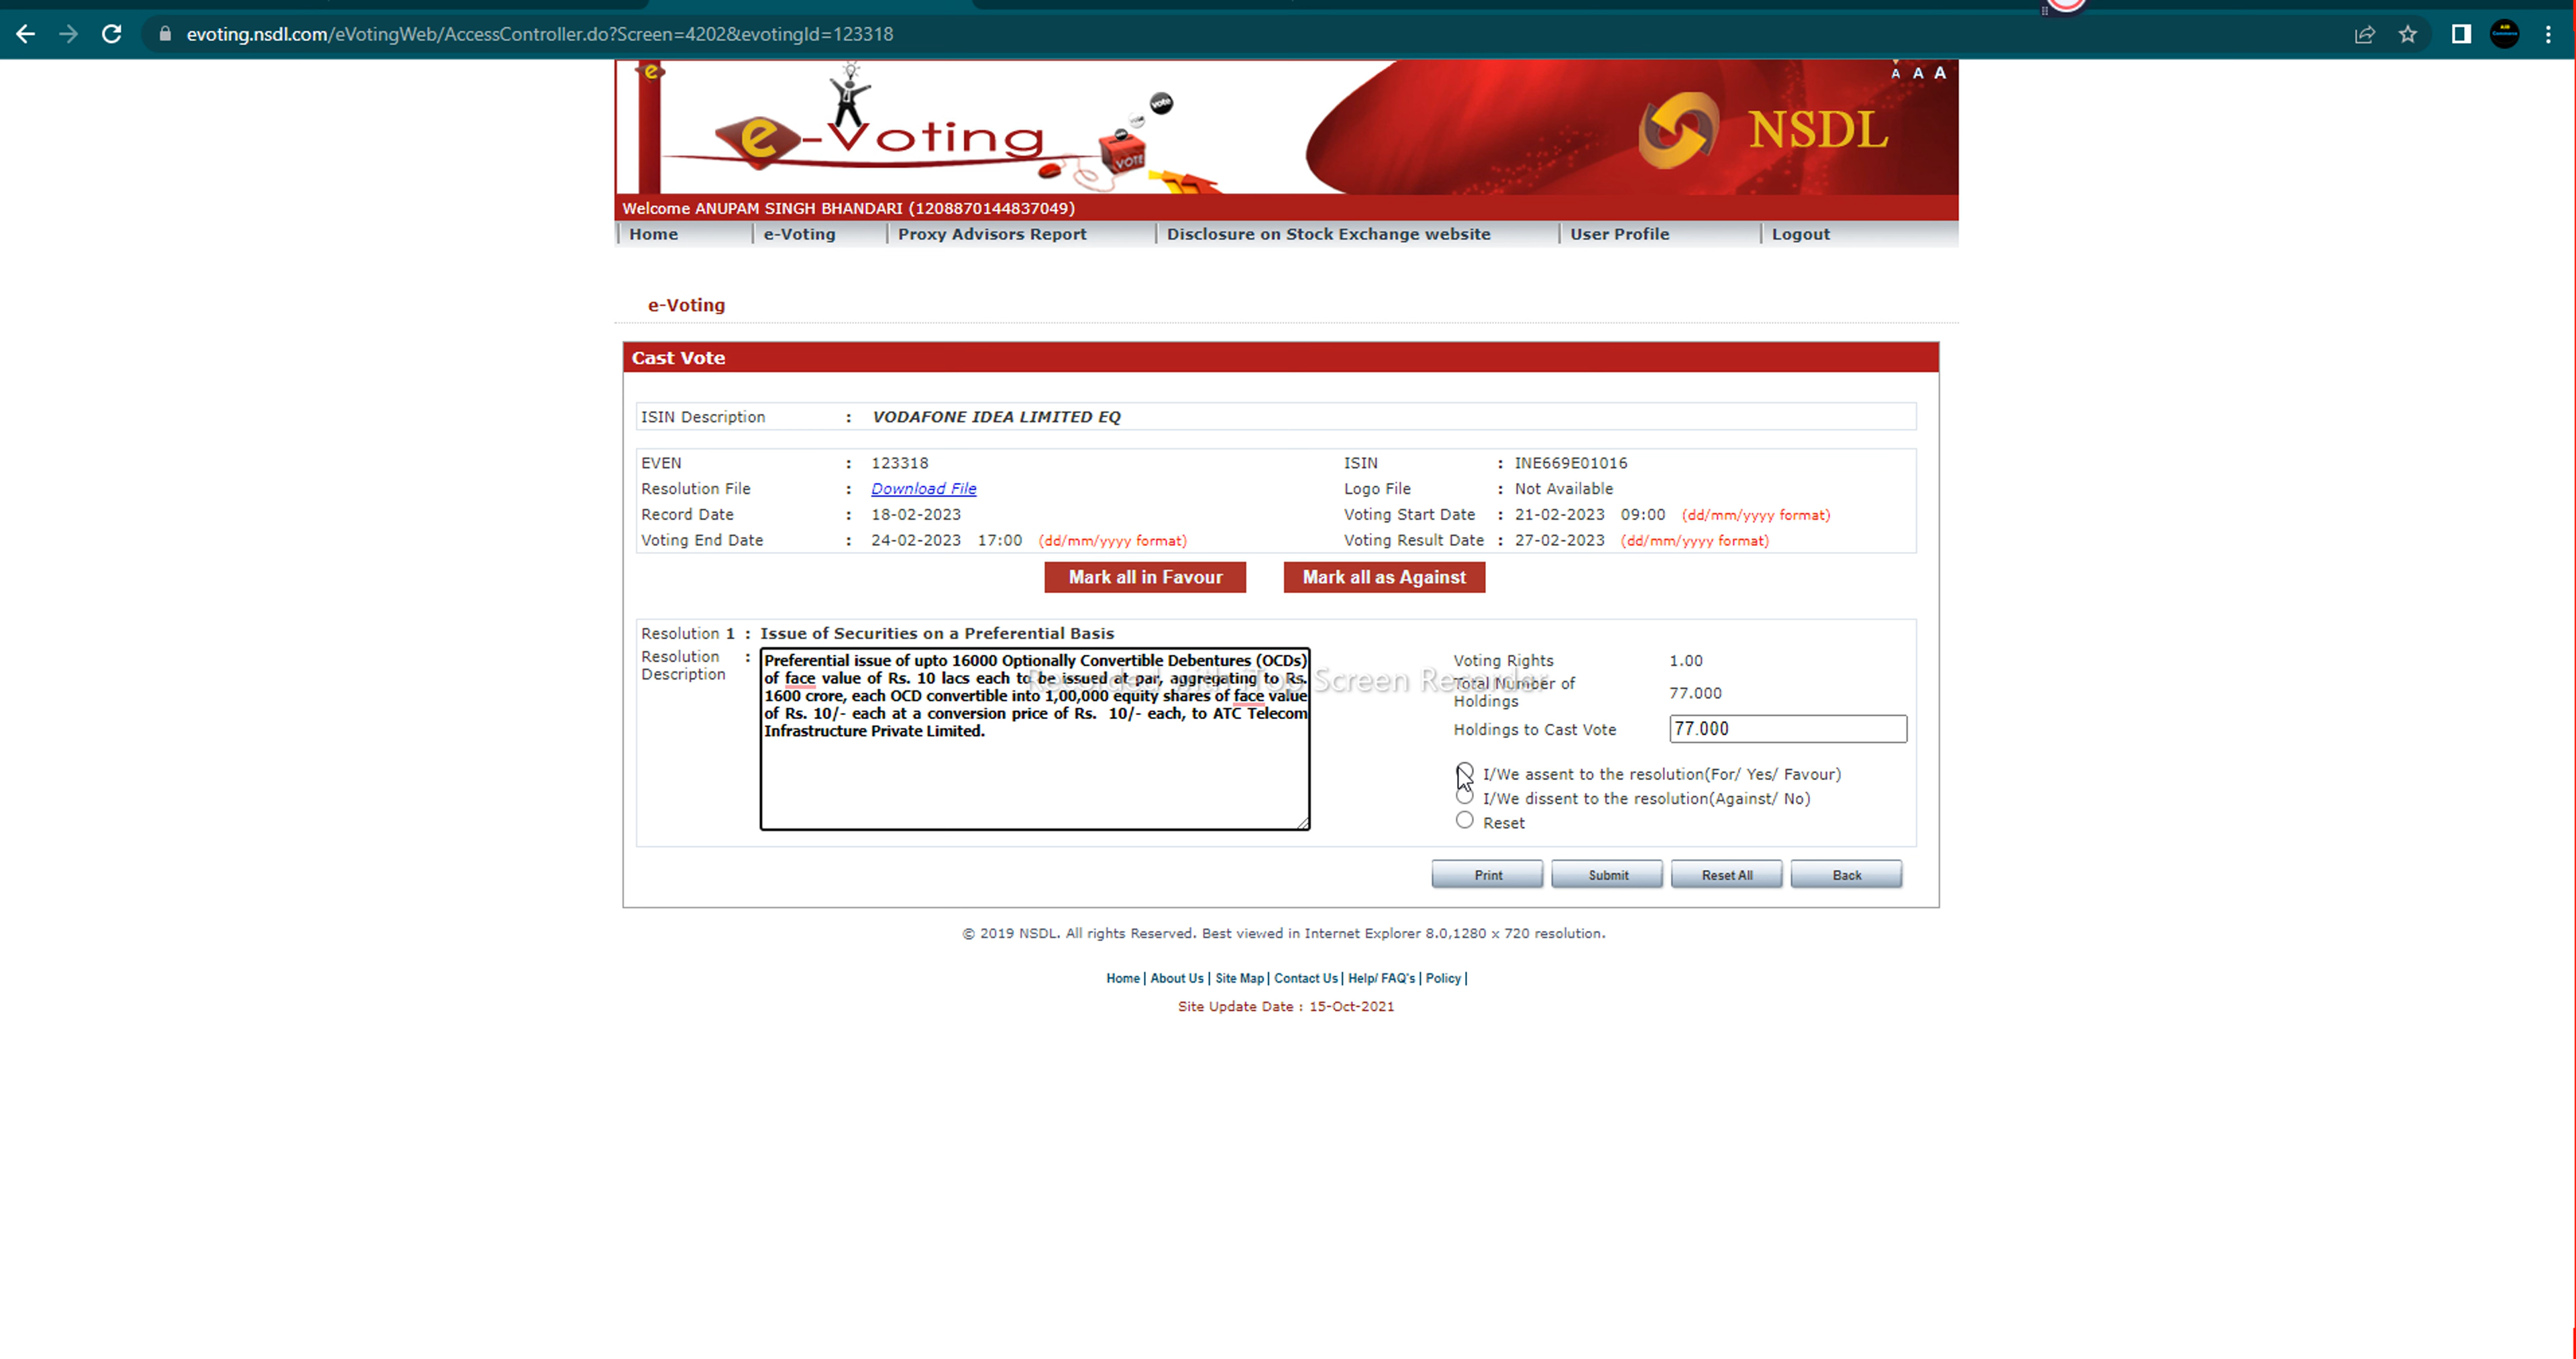 evoting.nsdl.com/eVotingWeb/AccessController.do?Screen=4202&evotingId=123318
e-Voting
vote
VOTE
NSDL
A A A
Welcome ANUPAM SINGH BHANDARI (1208870144837049)
Home | e-Voting | Proxy Advisors Report | Disclosure on Stock Exchange website | User Profile | Logout
e-Voting
Cast Vote
ISIN Description : VODAFONE IDEA LIMITED EQ
EVEN : 123318 ISIN : INE669E01016
Resolution File : Download File Logo File : Not Available
Record Date : 18-02-2023 Voting Start Date : 21-02-2023 09:00 (dd/mm/yyyy format)
Voting End Date : 24-02-2023 17:00 (dd/mm/yyyy format) Voting Result Date : 27-02-2023 (dd/mm/yyyy format)
Mark all in Favour Mark all as Against
Resolution 1 : Issue of Securities on a Preferential Basis
Resolution Description :
Preferential issue of upto 16000 Optionally Convertible Debentures (OCDs)
of face value of Rs. 10 lacs each to be issued at par, aggregating to Rs.
1600 crore, each OCD convertible into 1,00,000 equity shares of face value
of Rs. 10/- each at a conversion price of Rs. 10/- each, to ATC Telecom
Infrastructure Private Limited.
Recorded with iTop Screen Recorder
Voting Rights 1.00
Total Number of Holdings 77.000
Holdings to Cast Vote 77.000
I/We assent to the resolution(For/ Yes/ Favour)
I/We dissent to the resolution(Against/ No)
Reset
Print Submit Reset All Back
© 2019 NSDL. All rights Reserved. Best viewed in Internet Explorer 8.0,1280 x 720 resolution.
Home | About Us | Site Map | Contact Us | Help/ FAQ's | Policy |
Site Update Date : 15-Oct-2021